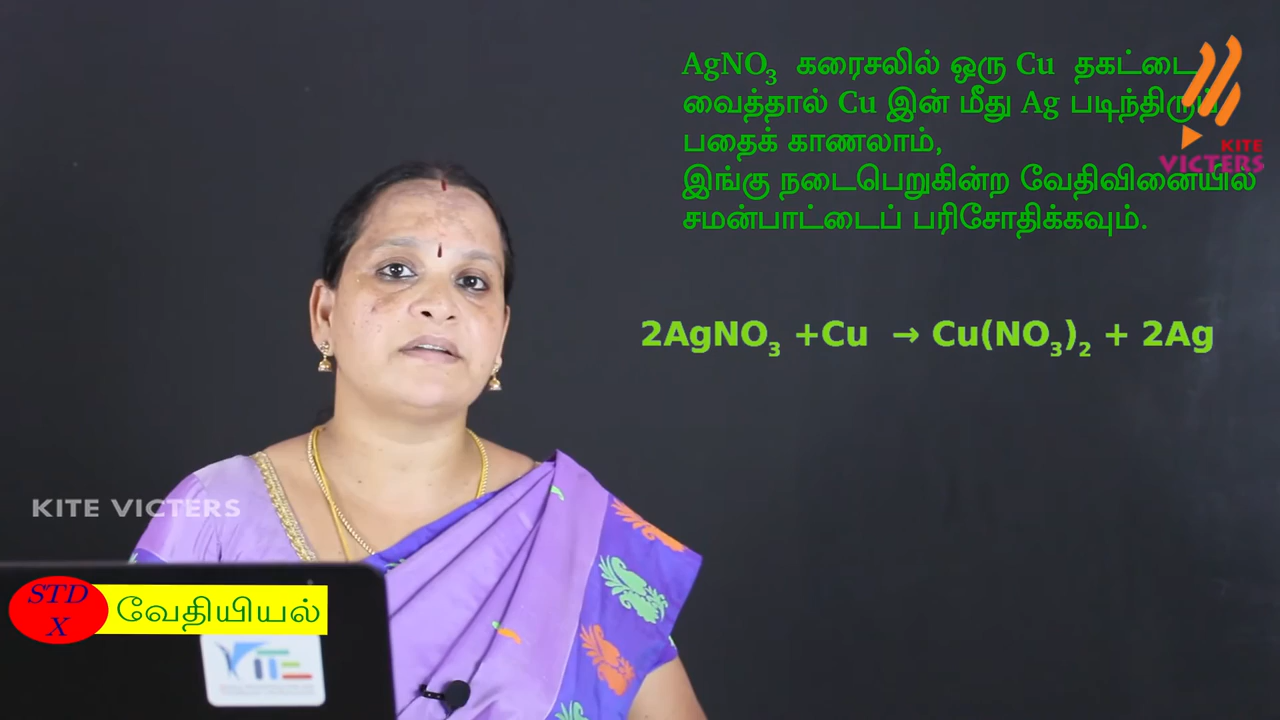 AgNO₃ கரைசலில் ஒரு Cu தகட்டை
வைத்தால் Cu இன் மீது Ag படிந்திருப்
பதைக் காணலாம்,
இங்கு நடைபெறுகின்ற வேதிவினையில்
சமன்பாட்டைப் பரிசோதிக்கவும்.
KITE
VICTERS
2AgNO₃ +Cu → Cu(NO₃)₂ + 2Ag
KITE VICTERS
STD
X
வேதியியல்